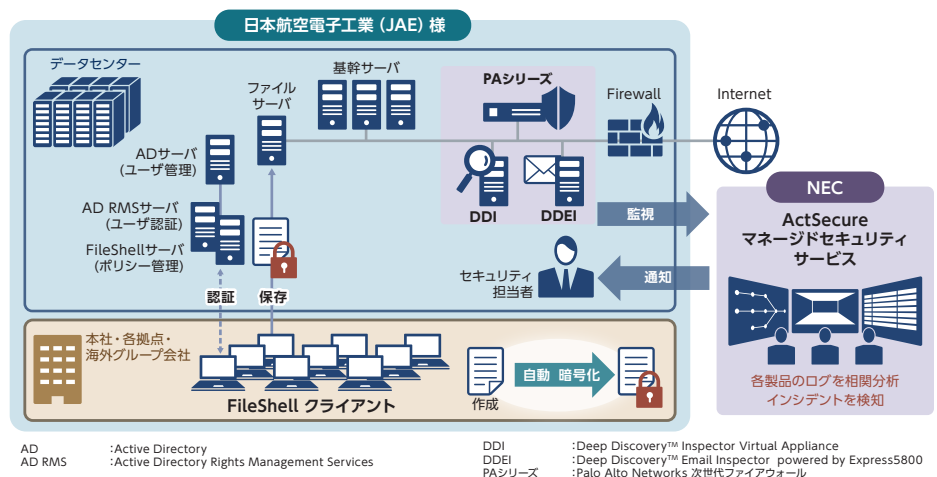 日本航空電子工業（JAE）様
データセンター
基幹サーバ
ファイル
サーバ
PAシリーズ
Firewall
Internet
ADサーバ
(ユーザ管理)
AD RMSサーバ
(ユーザ認証)
FileShellサーバ
(ポリシー管理)
DDI
DDEI
監視
NEC
ActSecure
マネージドセキュリティ
サービス
セキュリティ
担当者
通知
認証
保存
本社・各拠点・
海外グループ会社
FileShell クライアント
作成
自動 暗号化
各製品のログを相関分析
インシデントを検知
AD :Active Directory
AD RMS :Active Directory Rights Management Services
DDI :Deep Discovery™ Inspector Virtual Appliance
DDEI :Deep Discovery™ Email Inspector powered by Express5800
PAシリーズ :Palo Alto Networks 次世代ファイアウォール